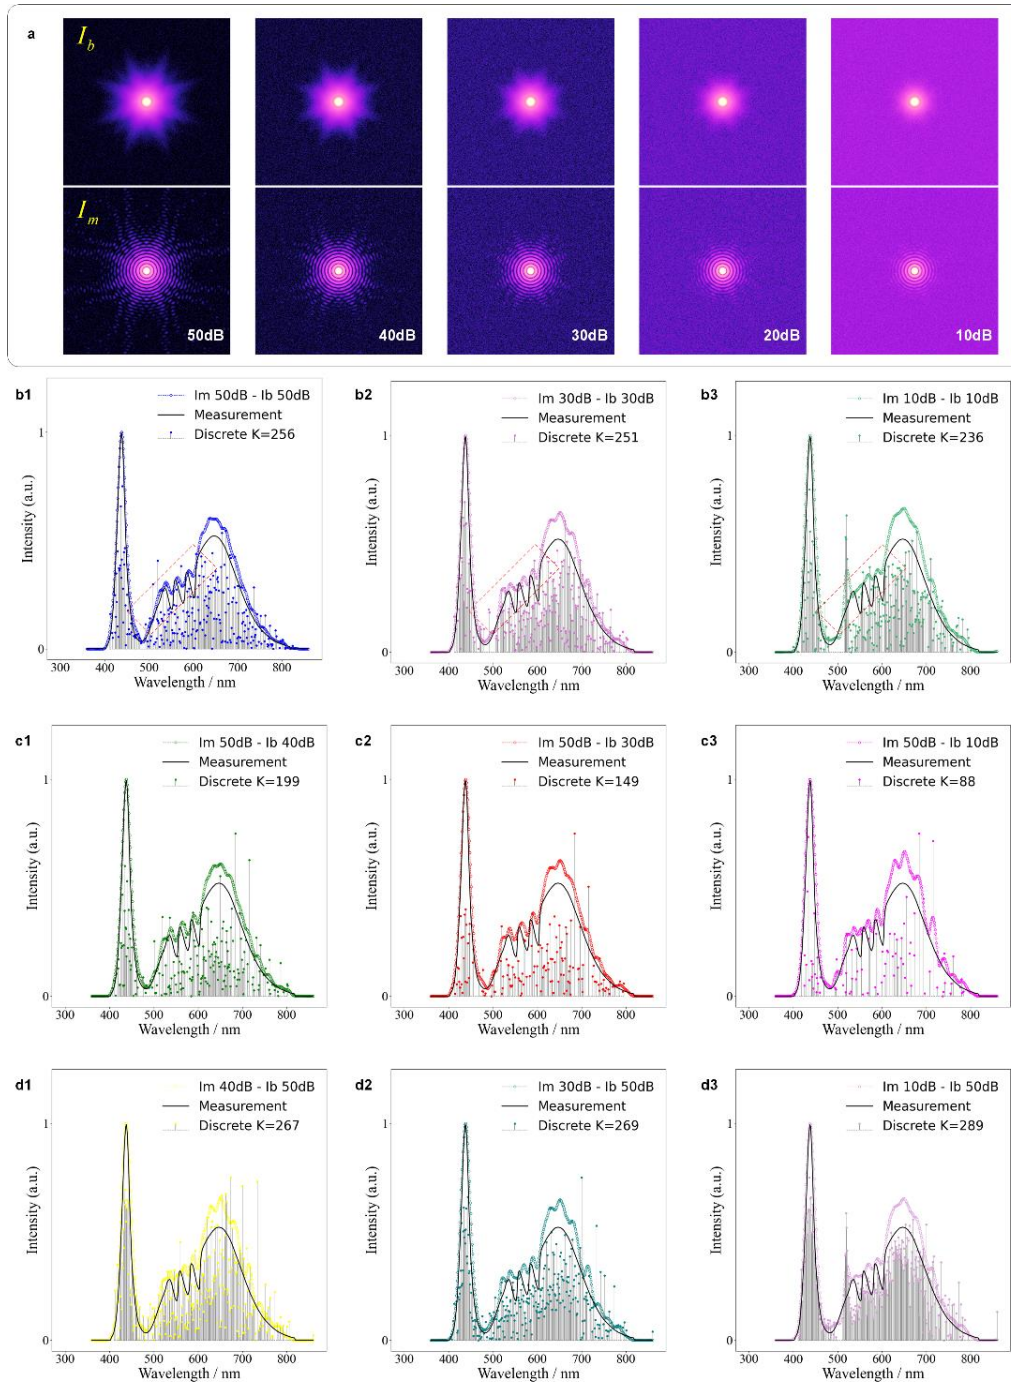 a
I_b
I_m
50dB 40dB 30dB 20dB 10dB
b1
Im 50dB - Ib 50dB
Measurement
Discrete K=256
Intensity (a.u.)
1
0
300 400 500 600 700 800
Wavelength / nm
b2
Im 30dB - Ib 30dB
Measurement
Discrete K=251
Intensity (a.u.)
1
0
300 400 500 600 700 800
Wavelength / nm
b3
Im 10dB - Ib 10dB
Measurement
Discrete K=236
Intensity (a.u.)
1
0
300 400 500 600 700 800
Wavelength / nm
c1
Im 50dB - Ib 40dB
Measurement
Discrete K=199
Intensity (a.u.)
1
0
300 400 500 600 700 800
Wavelength / nm
c2
Im 50dB - Ib 30dB
Measurement
Discrete K=149
Intensity (a.u.)
1
0
300 400 500 600 700 800
Wavelength / nm
c3
Im 50dB - Ib 10dB
Measurement
Discrete K=88
Intensity (a.u.)
1
0
300 400 500 600 700 800
Wavelength / nm
d1
Im 40dB - Ib 50dB
Measurement
Discrete K=267
Intensity (a.u.)
1
0
300 400 500 600 700 800
Wavelength / nm
d2
Im 30dB - Ib 50dB
Measurement
Discrete K=269
Intensity (a.u.)
1
0
300 400 500 600 700 800
Wavelength / nm
d3
Im 10dB - Ib 50dB
Measurement
Discrete K=289
Intensity (a.u.)
1
0
300 400 500 600 700 800
Wavelength / nm